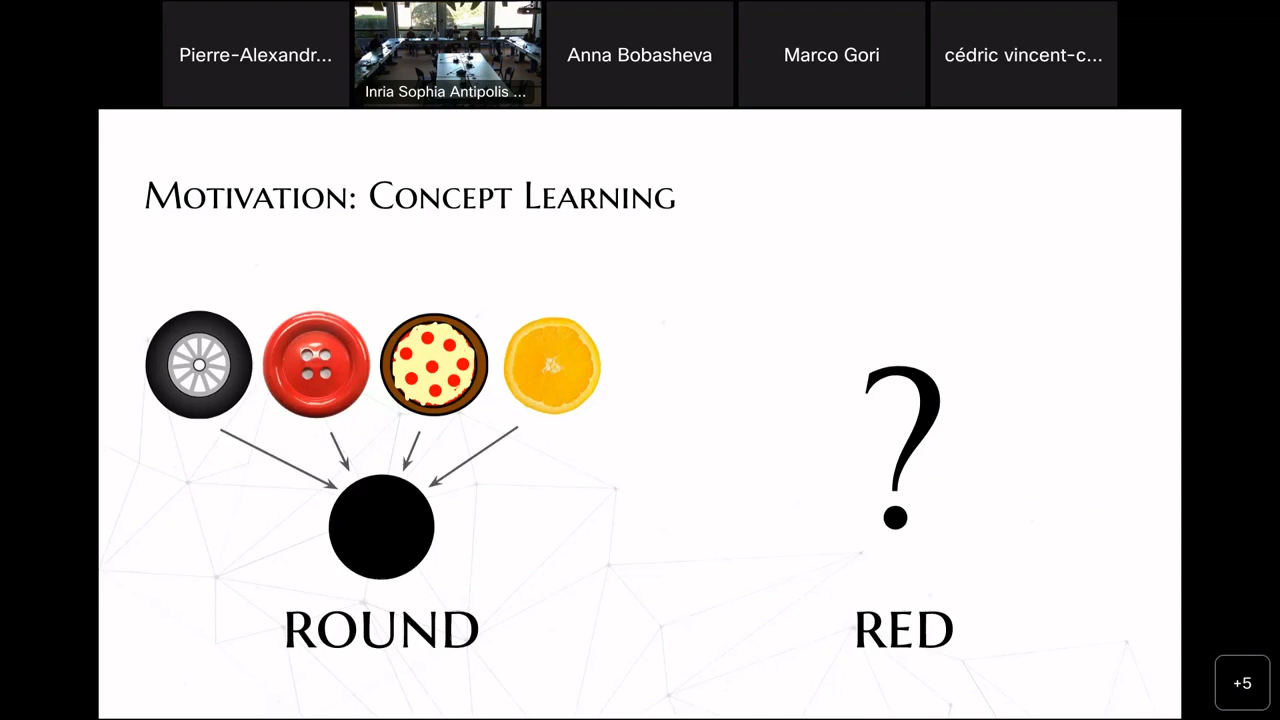 Pierre-Alexandr...
Inria Sophia Antipolis ...
Anna Bobasheva
Marco Gori
cédric vincent-c...
Motivation: Concept Learning
?
ROUND
RED
+5